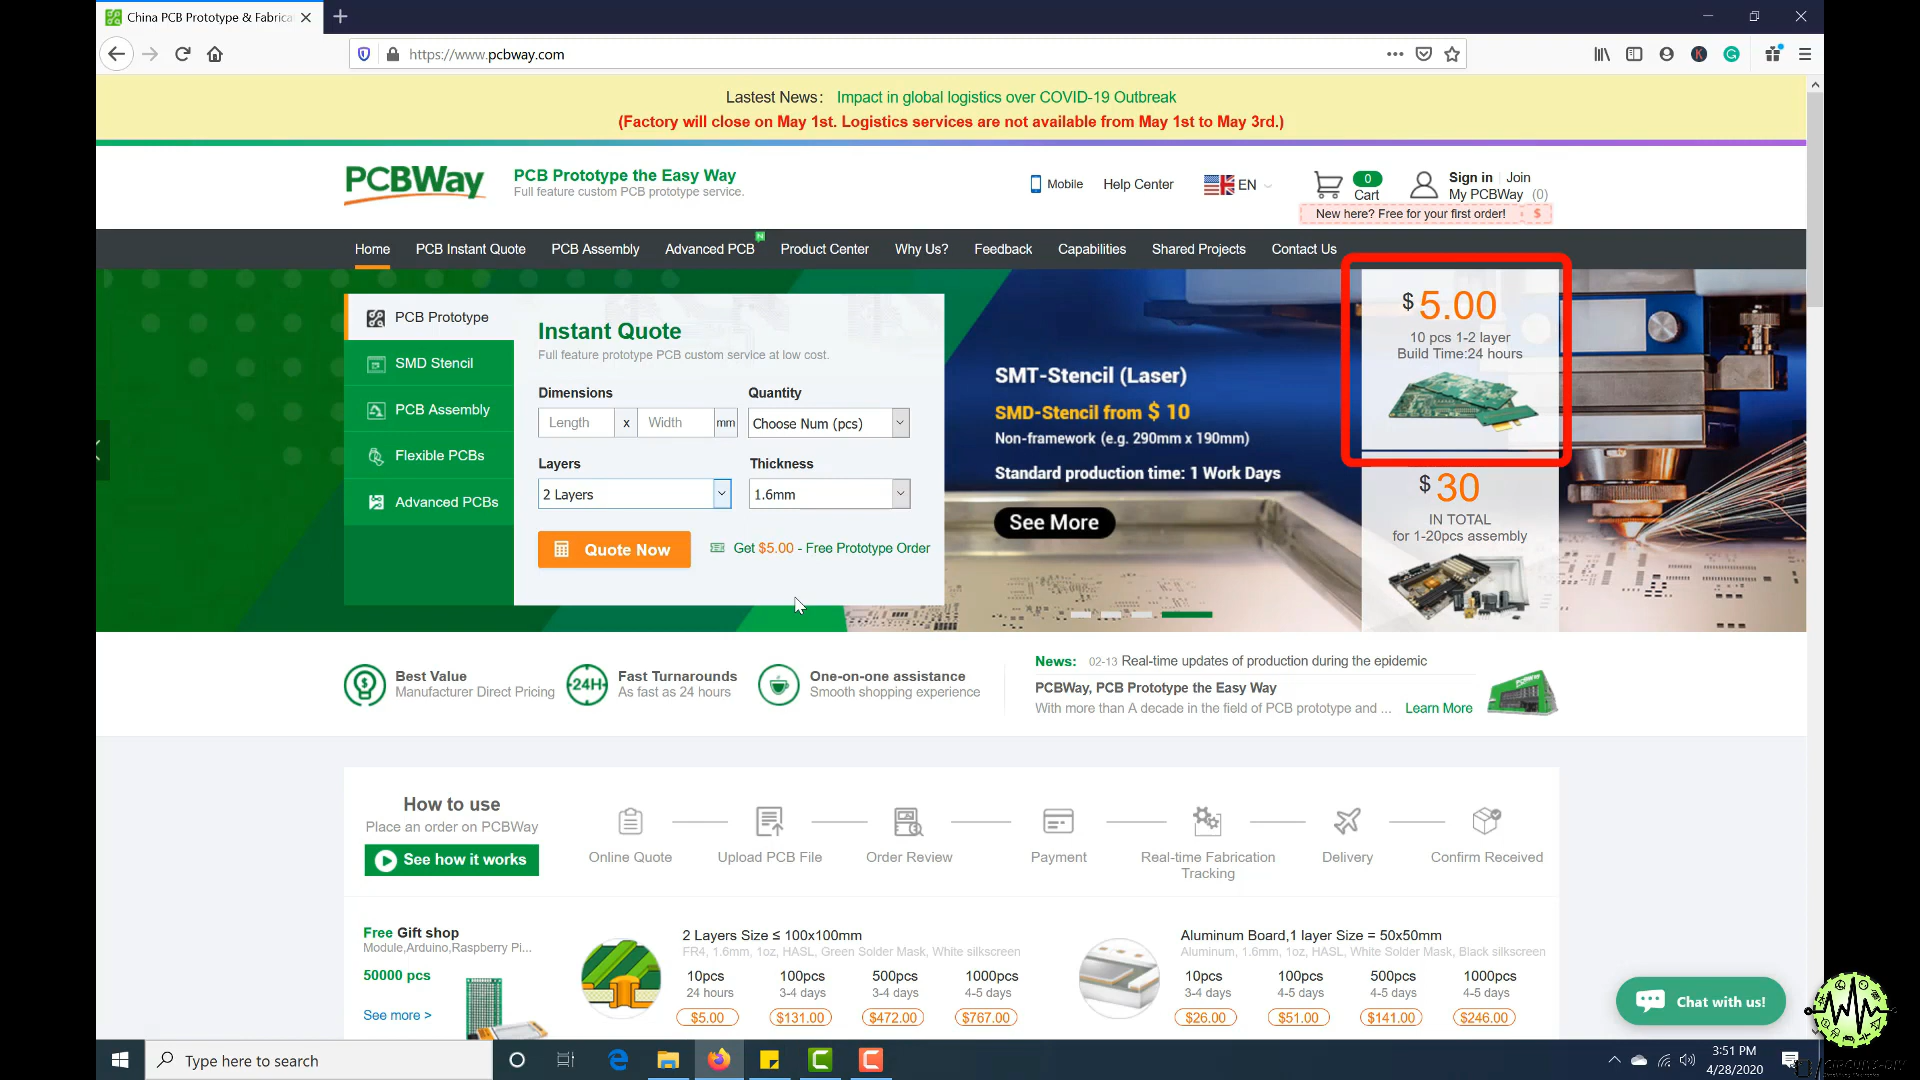 China PCB Prototype & Fabrica
https://www.pcbway.com
Lastest News: Impact in global logistics over COVID-19 Outbreak
(Factory will close on May 1st. Logistics services are not available from May 1st to May 3rd.)
PCBWay
PCB Prototype the Easy Way
Full feature custom PCB prototype service.
Mobile
Help Center
EN
0
Cart
Sign in Join
My PCBWay (0)
New here? Free for your first order! $
Home PCB Instant Quote PCB Assembly Advanced PCB N Product Center Why Us? Feedback Capabilities Shared Projects Contact Us
PCB Prototype
SMD Stencil
PCB Assembly
Flexible PCBs
Advanced PCBs
Instant Quote
Full feature prototype PCB custom service at low cost.
Dimensions Quantity
Length x Width mm Choose Num (pcs)
Layers Thickness
2 Layers 1.6mm
Quote Now Get $5.00 - Free Prototype Order
SMT-Stencil (Laser)
SMD-Stencil from $ 10
Non-framework (e.g. 290mm x 190mm)
Standard production time: 1 Work Days
See More
$ 5.00
10 pcs 1-2 layer
Build Time:24 hours
$ 30
IN TOTAL
for 1-20pcs assembly
Best Value
Manufacturer Direct Pricing
24H
Fast Turnarounds
As fast as 24 hours
One-on-one assistance
Smooth shopping experience
News: 02-13 Real-time updates of production during the epidemic
PCBWay, PCB Prototype the Easy Way
With more than A decade in the field of PCB prototype and ... Learn More
How to use
Place an order on PCBWay
See how it works
Online Quote
Upload PCB File
Order Review
Payment
Real-time Fabrication
Tracking
Delivery
Confirm Received
Free Gift shop
Module,Arduino,Raspberry Pi...
50000 pcs
See more >
2 Layers Size ≤ 100x100mm
FR4, 1.6mm, 1oz, HASL, Green Solder Mask, White silkscreen
10pcs 100pcs 500pcs 1000pcs
24 hours 3-4 days 3-4 days 4-5 days
$5.00 $131.00 $472.00 $767.00
Aluminum Board,1 layer Size = 50x50mm
Aluminum, 1.6mm, 1oz, HASL, White Solder Mask, Black silkscreen
10pcs 100pcs 500pcs 1000pcs
3-4 days 4-5 days 4-5 days 4-5 days
$26.00 $51.00 $141.00 $246.00
Chat with us!
Type here to search
3:51 PM
4/28/2020